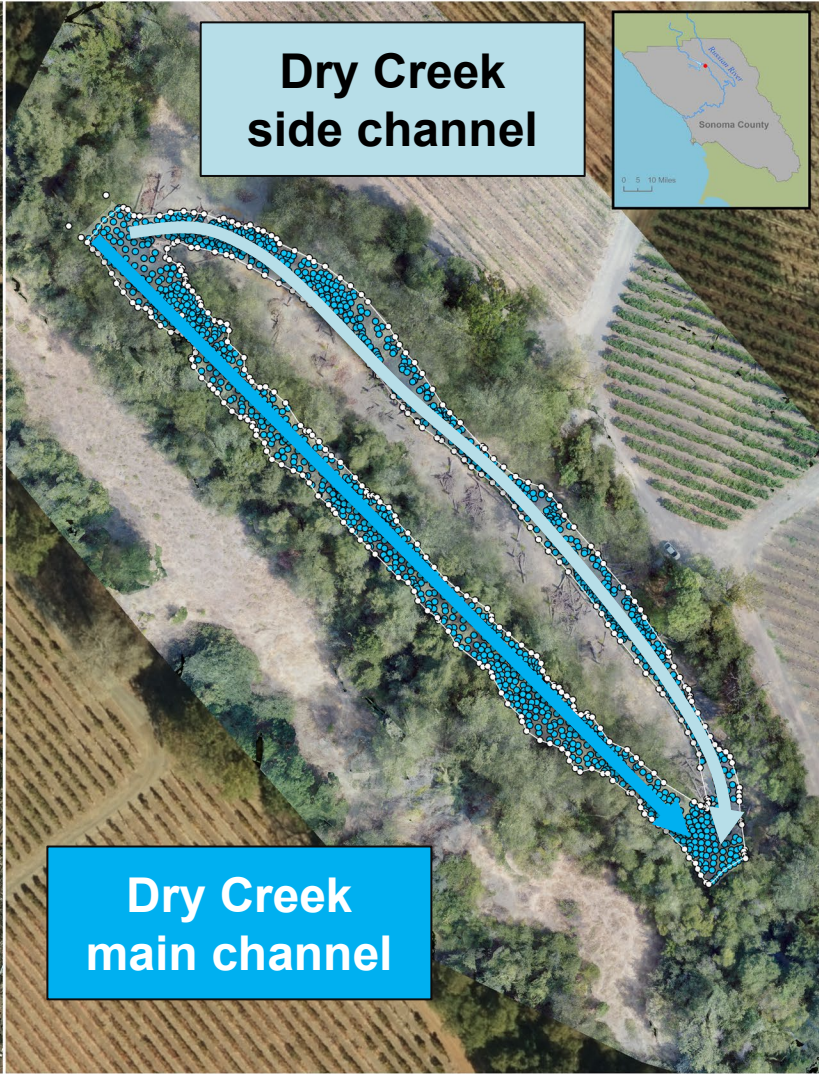 Dry Creek
side channel
Russian River
Sonoma County
0 5 10 Miles
Dry Creek
main channel